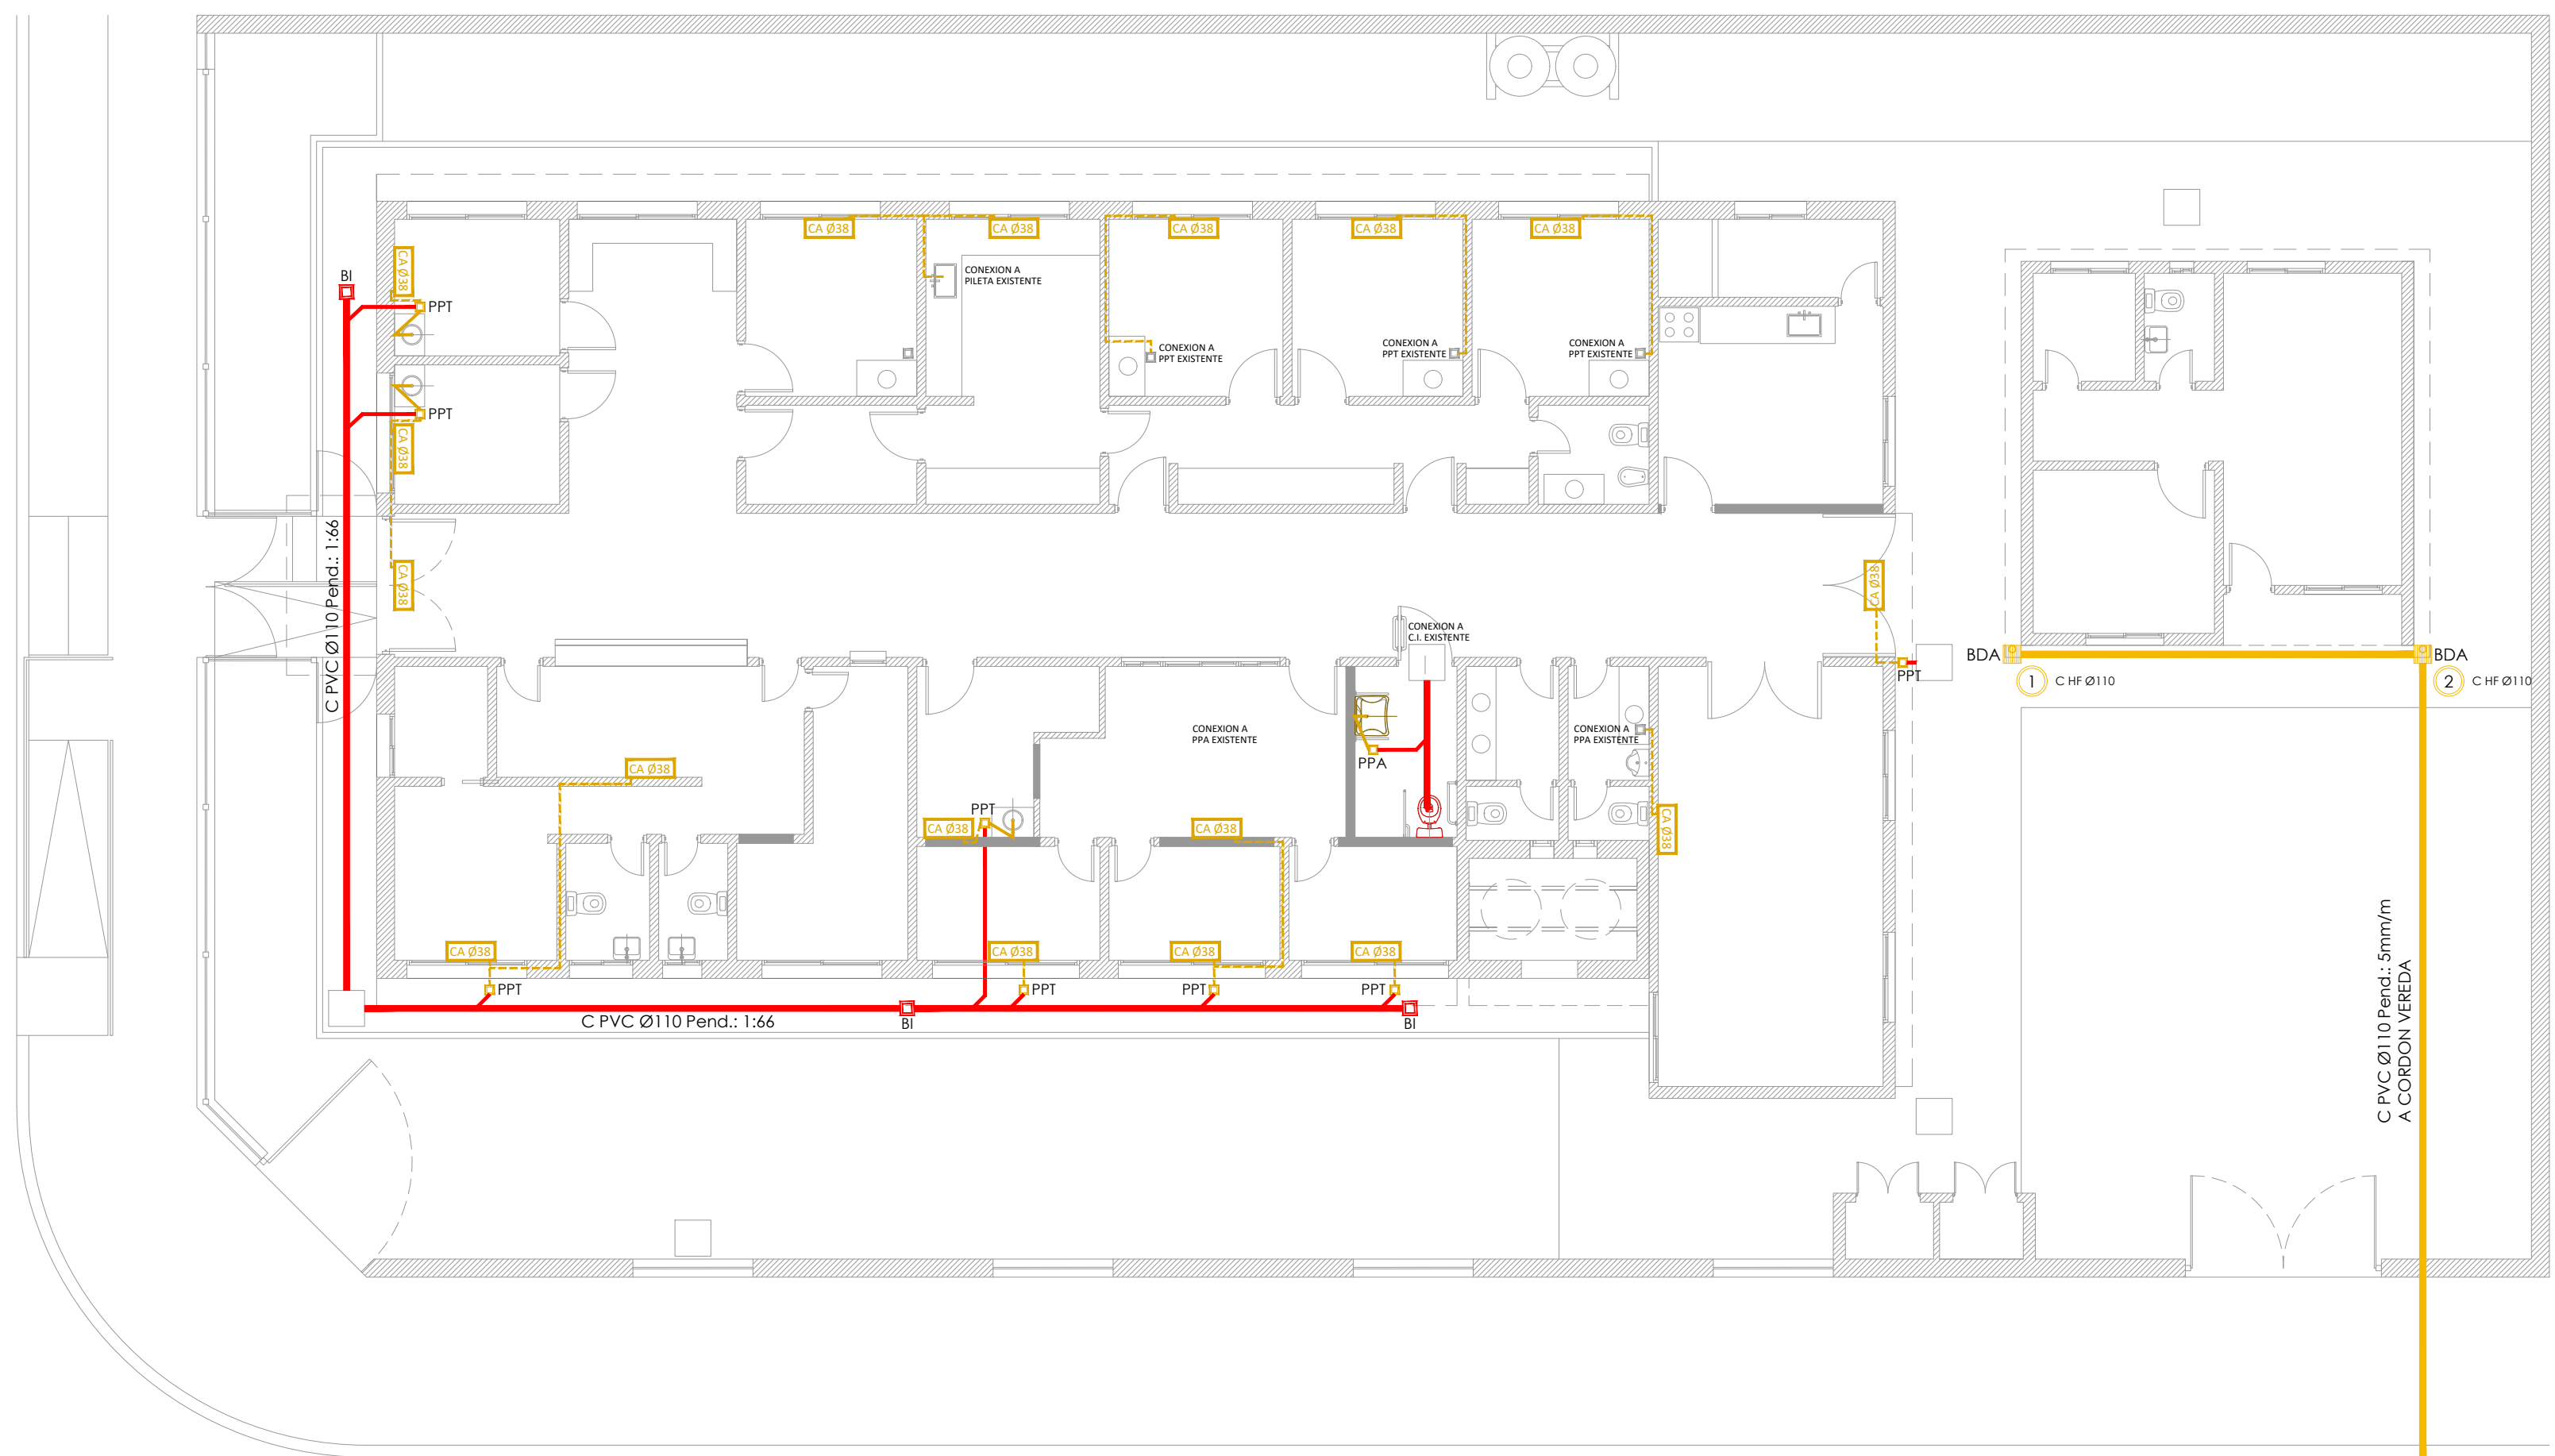 CA Ø38
CA Ø38
CA Ø38
CA Ø38
CA Ø38
CA Ø38
BI
PPT
CONEXION A
PILETA EXISTENTE
CONEXION A
PPT EXISTENTE
CONEXION A
PPT EXISTENTE
CONEXION A
PPT EXISTENTE
PPT
CA Ø38
C PVC Ø110 Pend.: 1:66
CA Ø38
CA Ø38
CONEXION A
C.I. EXISTENTE
PPT
BDA
1
C HF Ø110
BDA
2
C HF Ø110
CONEXION A
PPA EXISTENTE
CONEXION A
PPA EXISTENTE
PPA
CA Ø38
PPT
CA Ø38
CA Ø38
CA Ø38
CA Ø38
CA Ø38
CA Ø38
CA Ø38
PPT
PPT
PPT
PPT
C PVC Ø110 Pend.: 1:66
BI
BI
C PVC Ø110 Pend.: 5mm/m
A CORDON VEREDA